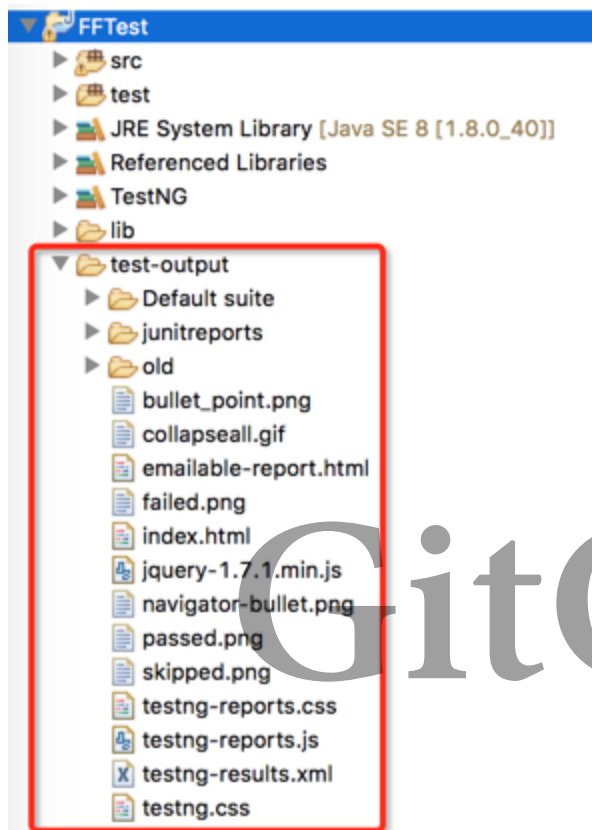 FFTest
src
test
JRE System Library [Java SE 8 [1.8.0_40]]
Referenced Libraries
TestNG
lib
test-output
Default suite
junitreports
old
bullet_point.png
collapseall.gif
emailable-report.html
failed.png
index.html
jquery-1.7.1.min.js
navigator-bullet.png
passed.png
skipped.png
testng-reports.css
testng-reports.js
testng-results.xml
testng.css
Git